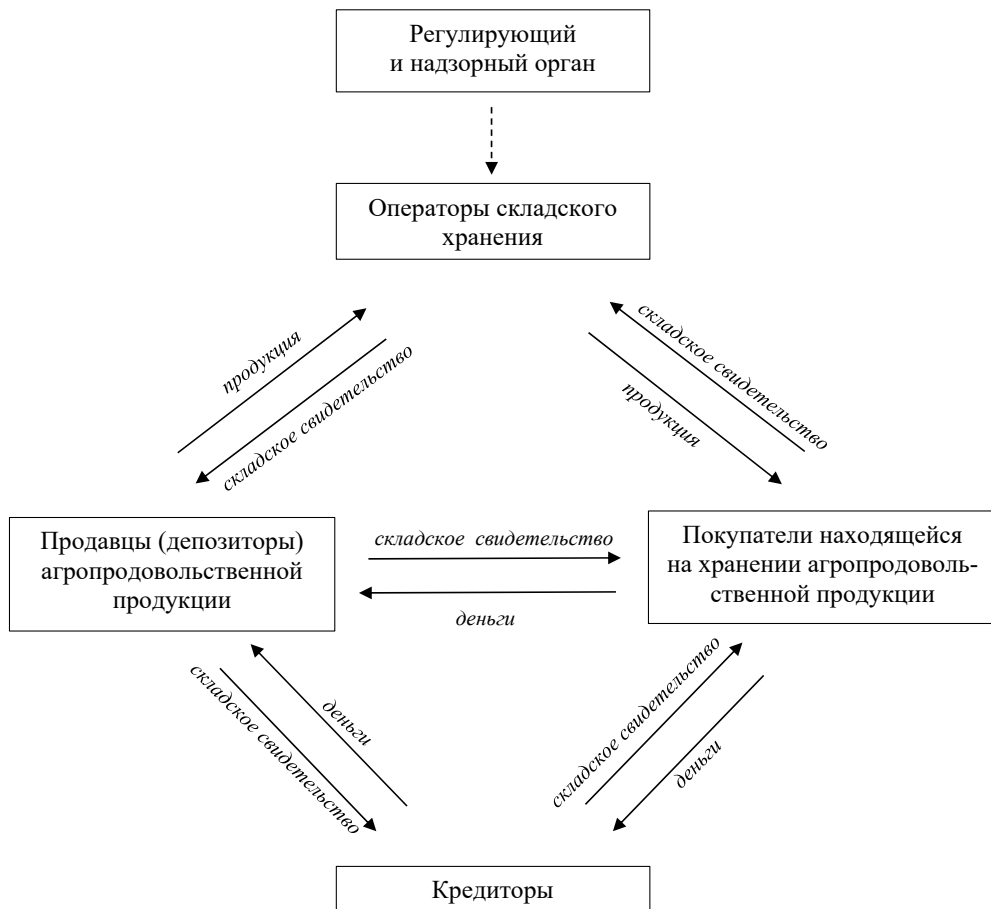 Регулирующий
и надзорный орган
Операторы складского
хранения
продукция
складское свидетельство
складское свидетельство
продукция
Продавцы (депозиторы)
агропродовольственной
продукции
складское свидетельство
деньги
Покупатели находящейся
на хранении агропродоволь-
ственной продукции
складское свидетельство
деньги
складское свидетельство
деньги
Кредиторы